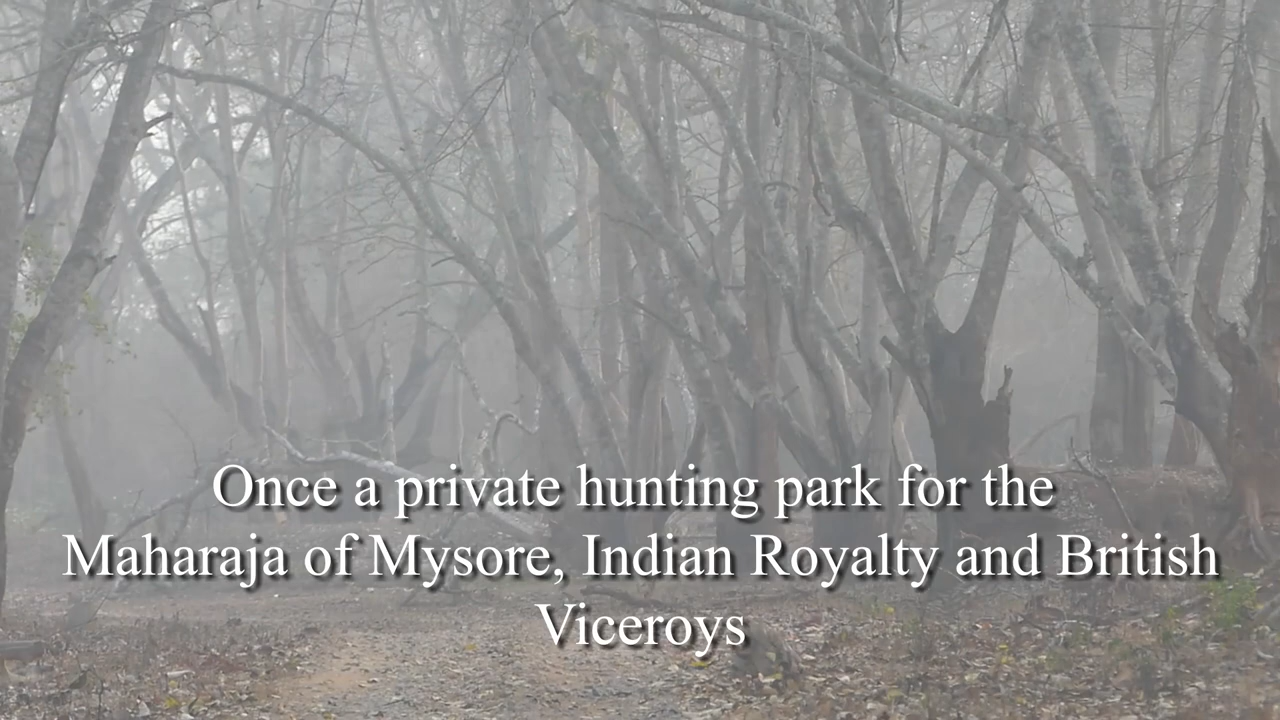 Once a private hunting park for the
Maharaja of Mysore, Indian Royalty and British
Viceroys